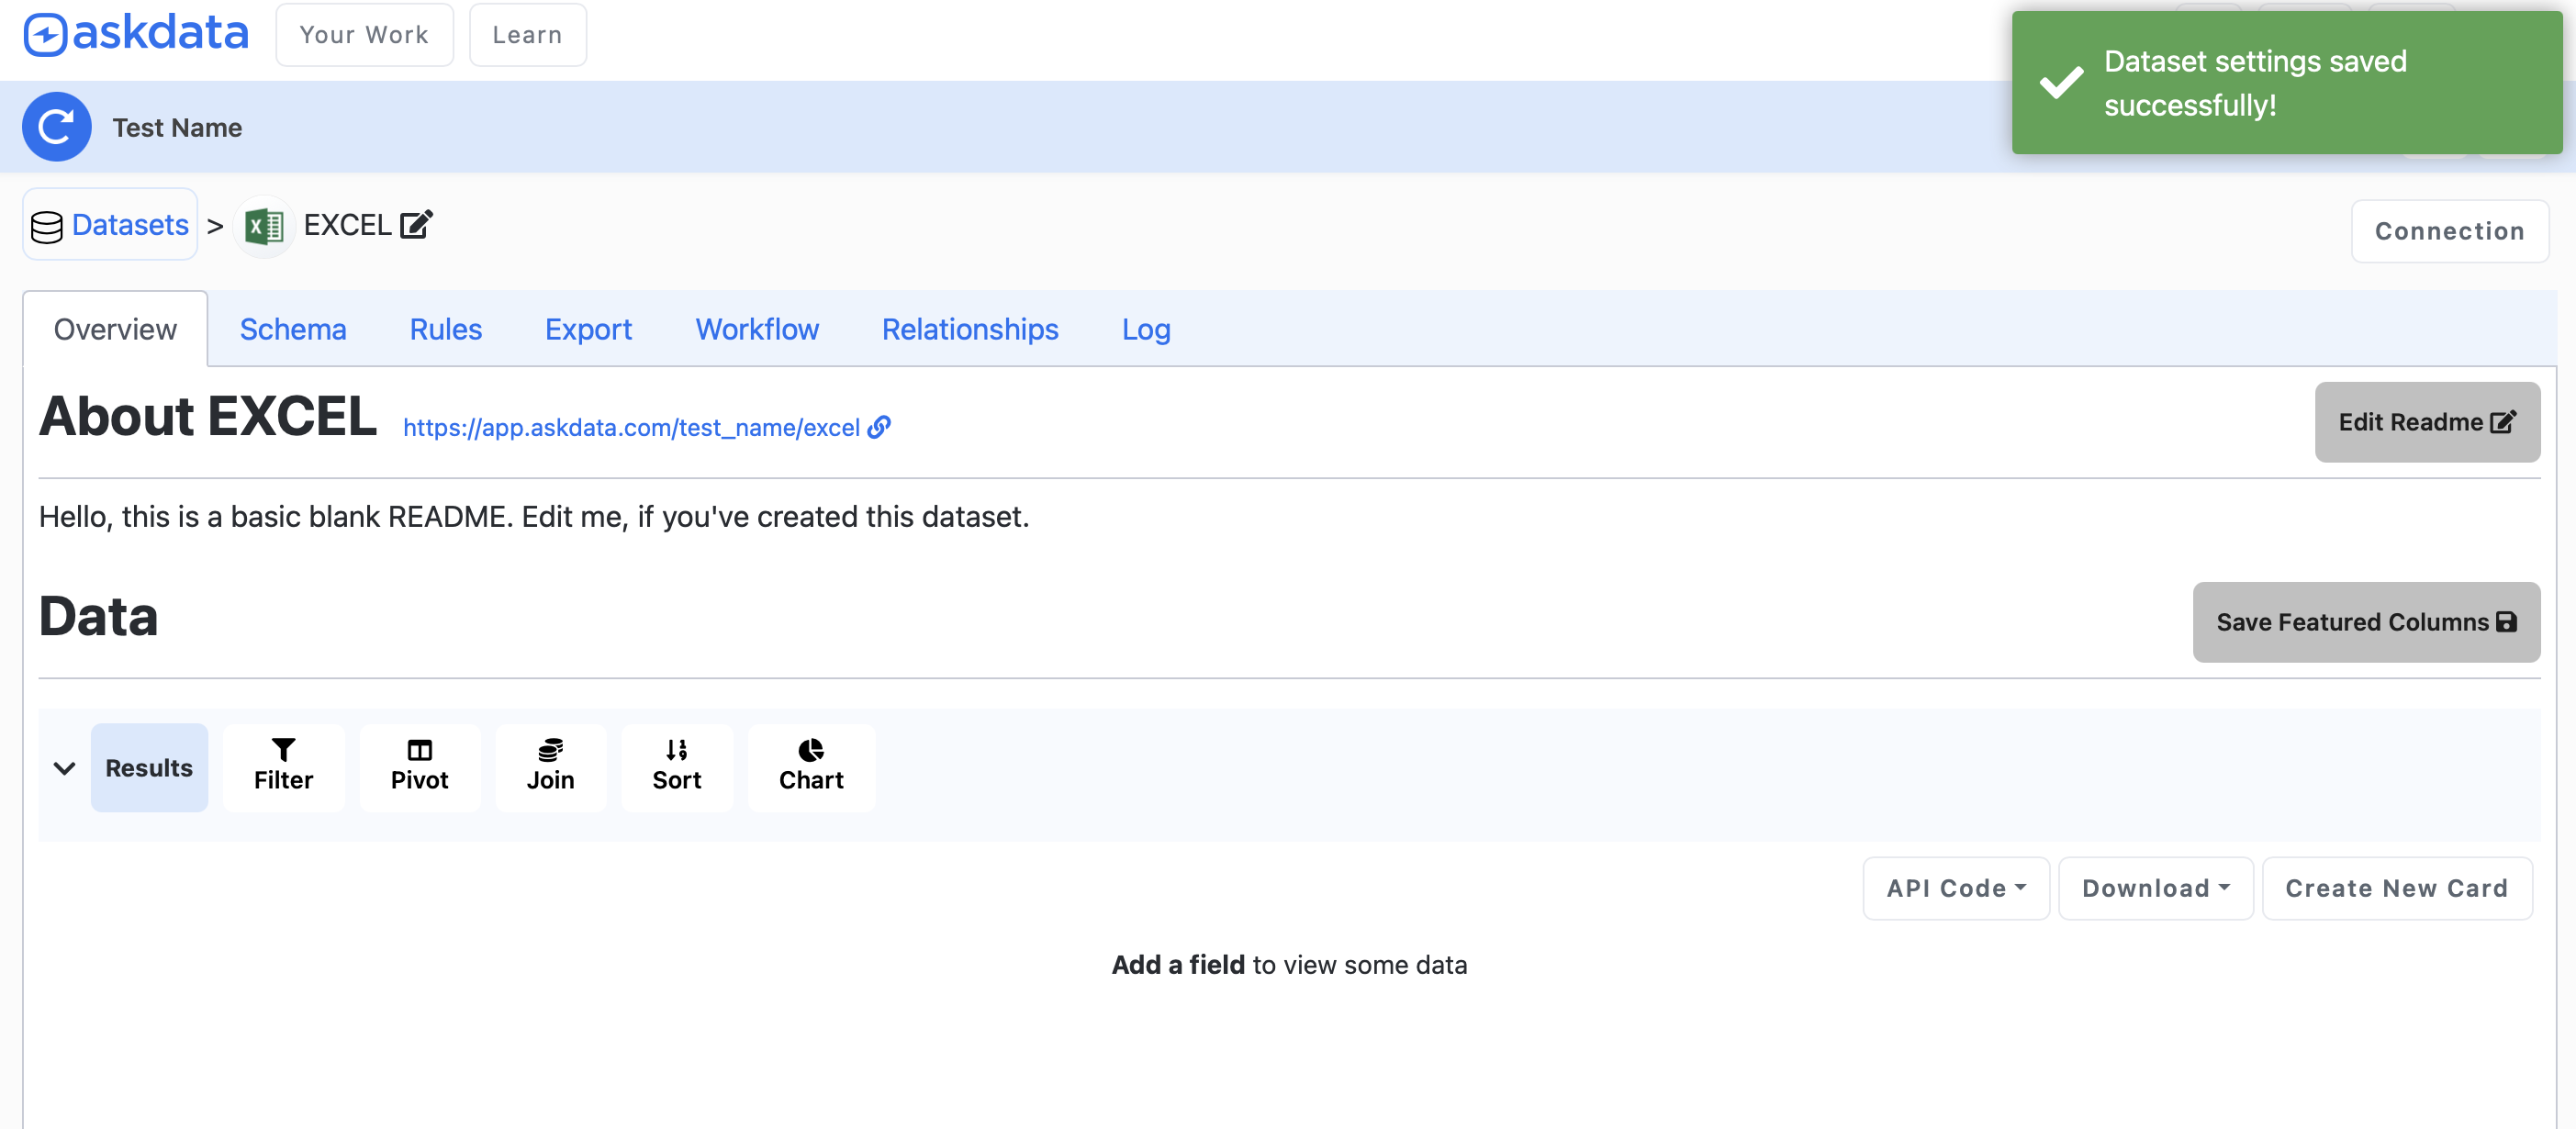 askdata
Your Work
Learn
Dataset settings saved
successfully!
Test Name
Datasets > EXCEL
Connection
Overview
Schema
Rules
Export
Workflow
Relationships
Log
About EXCEL
https://app.askdata.com/test_name/excel
Edit Readme
Hello, this is a basic blank README. Edit me, if you've created this dataset.
Data
Save Featured Columns
Results
Filter
Pivot
Join
Sort
Chart
API Code
Download
Create New Card
Add a field to view some data